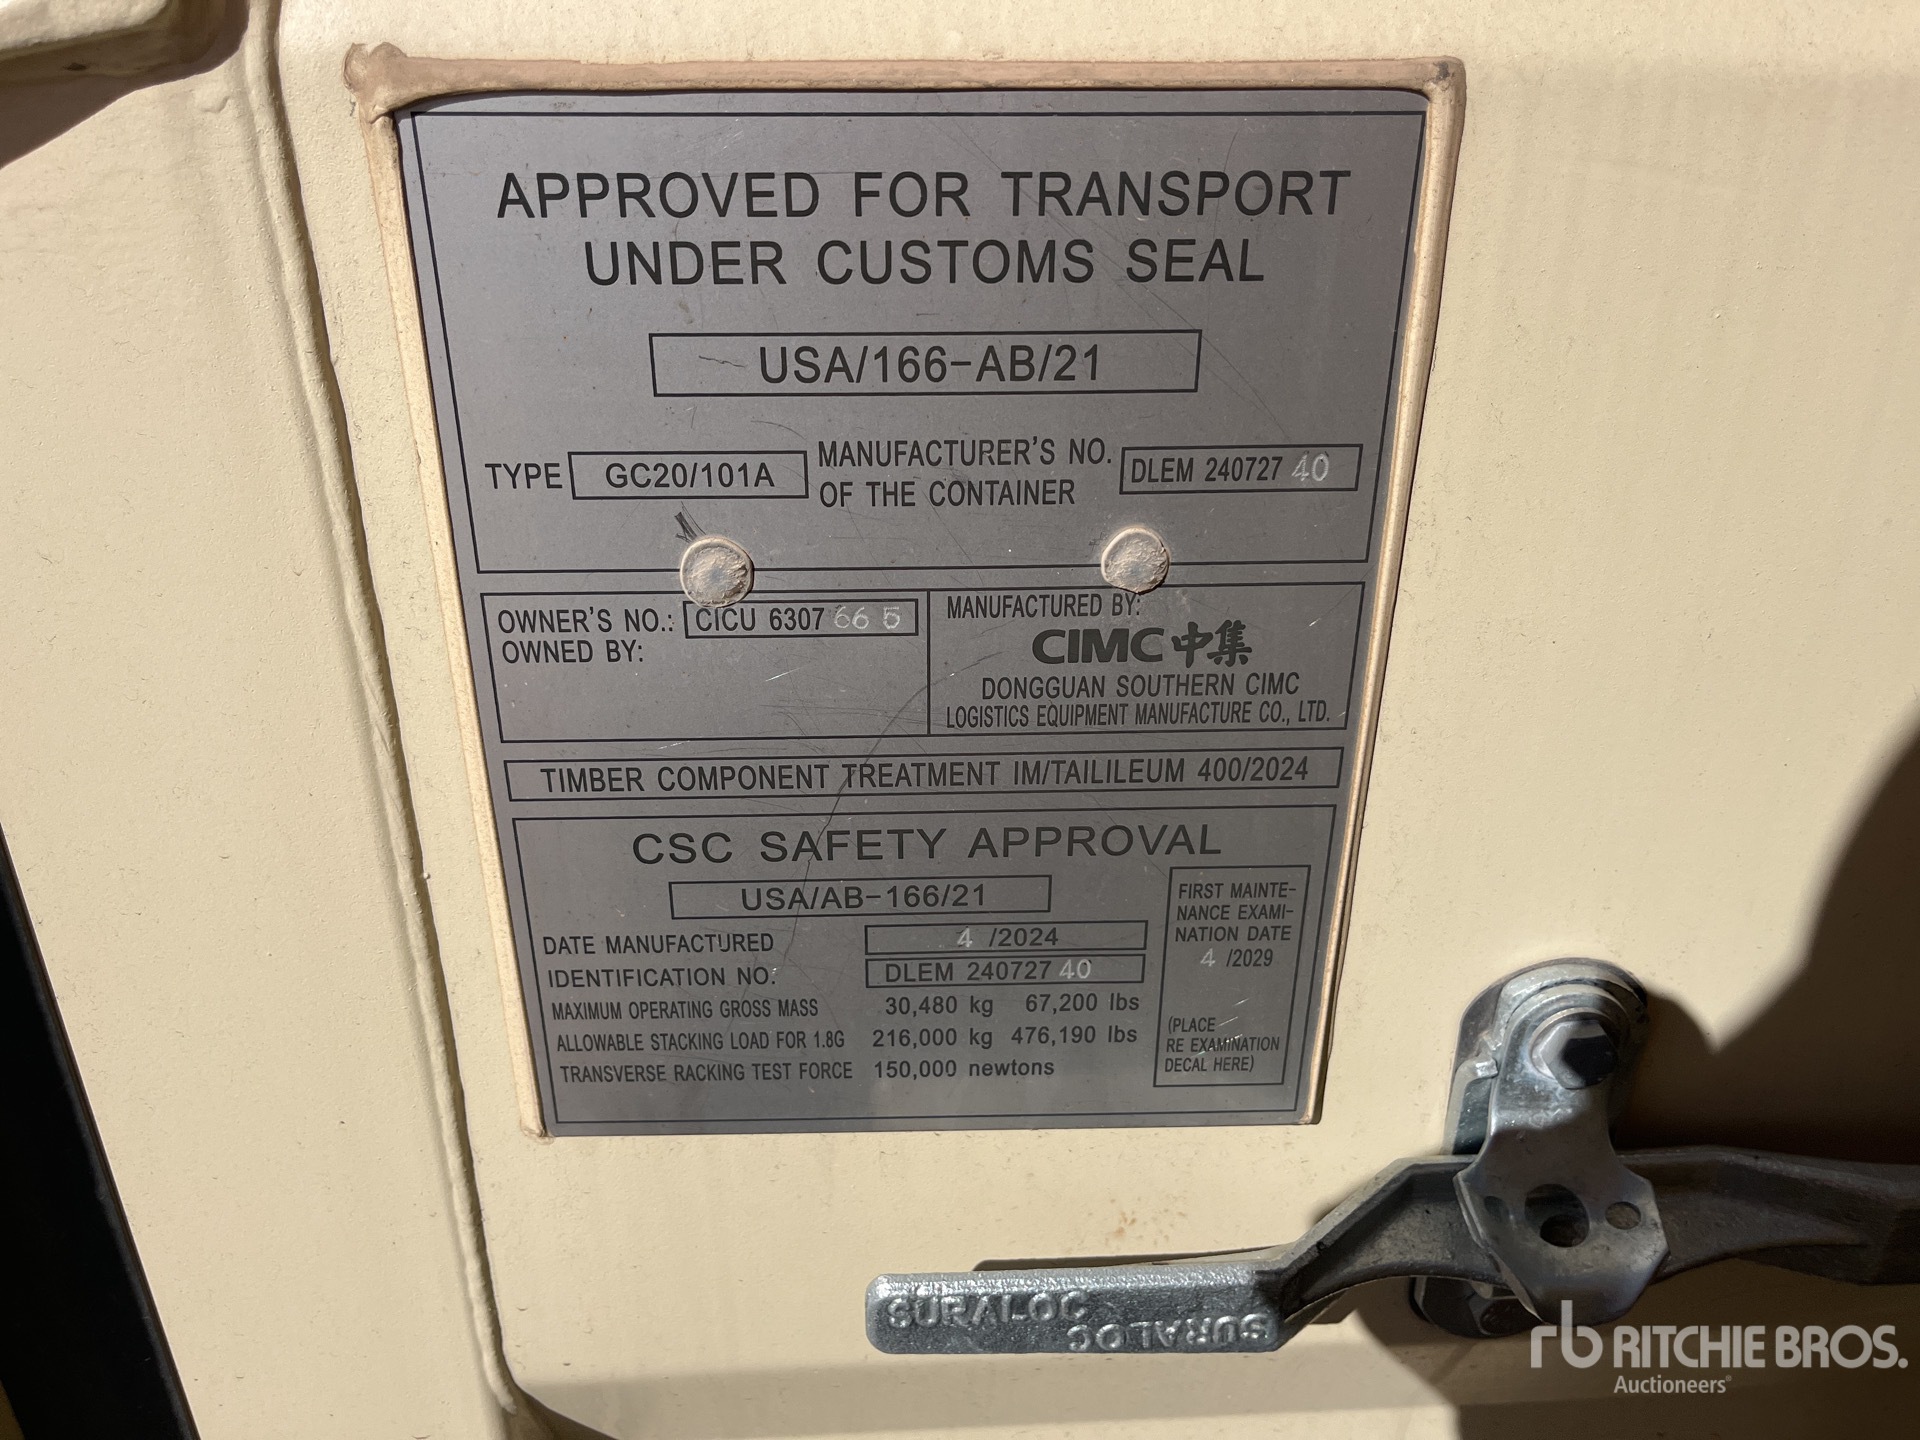 APPROVED FOR TRANSPORT
UNDER CUSTOMS SEAL
USA/166-AB/21
TYPE GC20/101A
MANUFACTURER'S NO.
OF THE CONTAINER
DLEM 240727 40
OWNER'S NO.: CICU 6307 66 5
OWNED BY:
MANUFACTURED BY:
CIMC 中集
DONGGUAN SOUTHERN CIMC
LOGISTICS EQUIPMENT MANUFACTURE CO., LTD.
TIMBER COMPONENT TREATMENT IM/TAILILEUM 400/2024
CSC SAFETY APPROVAL
USA/AB-166/21
DATE MANUFACTURED 4 /2024
IDENTIFICATION NO. DLEM 240727 40
MAXIMUM OPERATING GROSS MASS 30,480 kg 67,200 lbs
ALLOWABLE STACKING LOAD FOR 1.8G 216,000 kg 476,190 lbs
TRANSVERSE RACKING TEST FORCE 150,000 newtons
FIRST MAINTE-
NANCE EXAMI-
NATION DATE
4 /2029
(PLACE
RE EXAMINATION
DECAL HERE)
SURALOC
SURALOC
rb RITCHIE BROS.
Auctioneers®